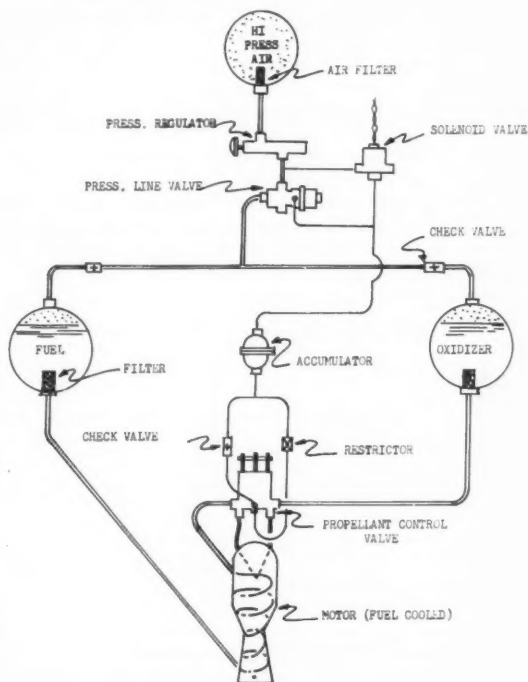 HI
PRESS
AIR
AIR FILTER
PRESS. REGULATOR
SOLENOID VALVE
PRESS. LINE VALVE
CHECK VALVE
FUEL
OXIDIZER
FILTER
ACCUMULATOR
CHECK VALVE
RESTRICTOR
PROPELLANT CONTROL
VALVE
MOTOR (FUEL COOLED)